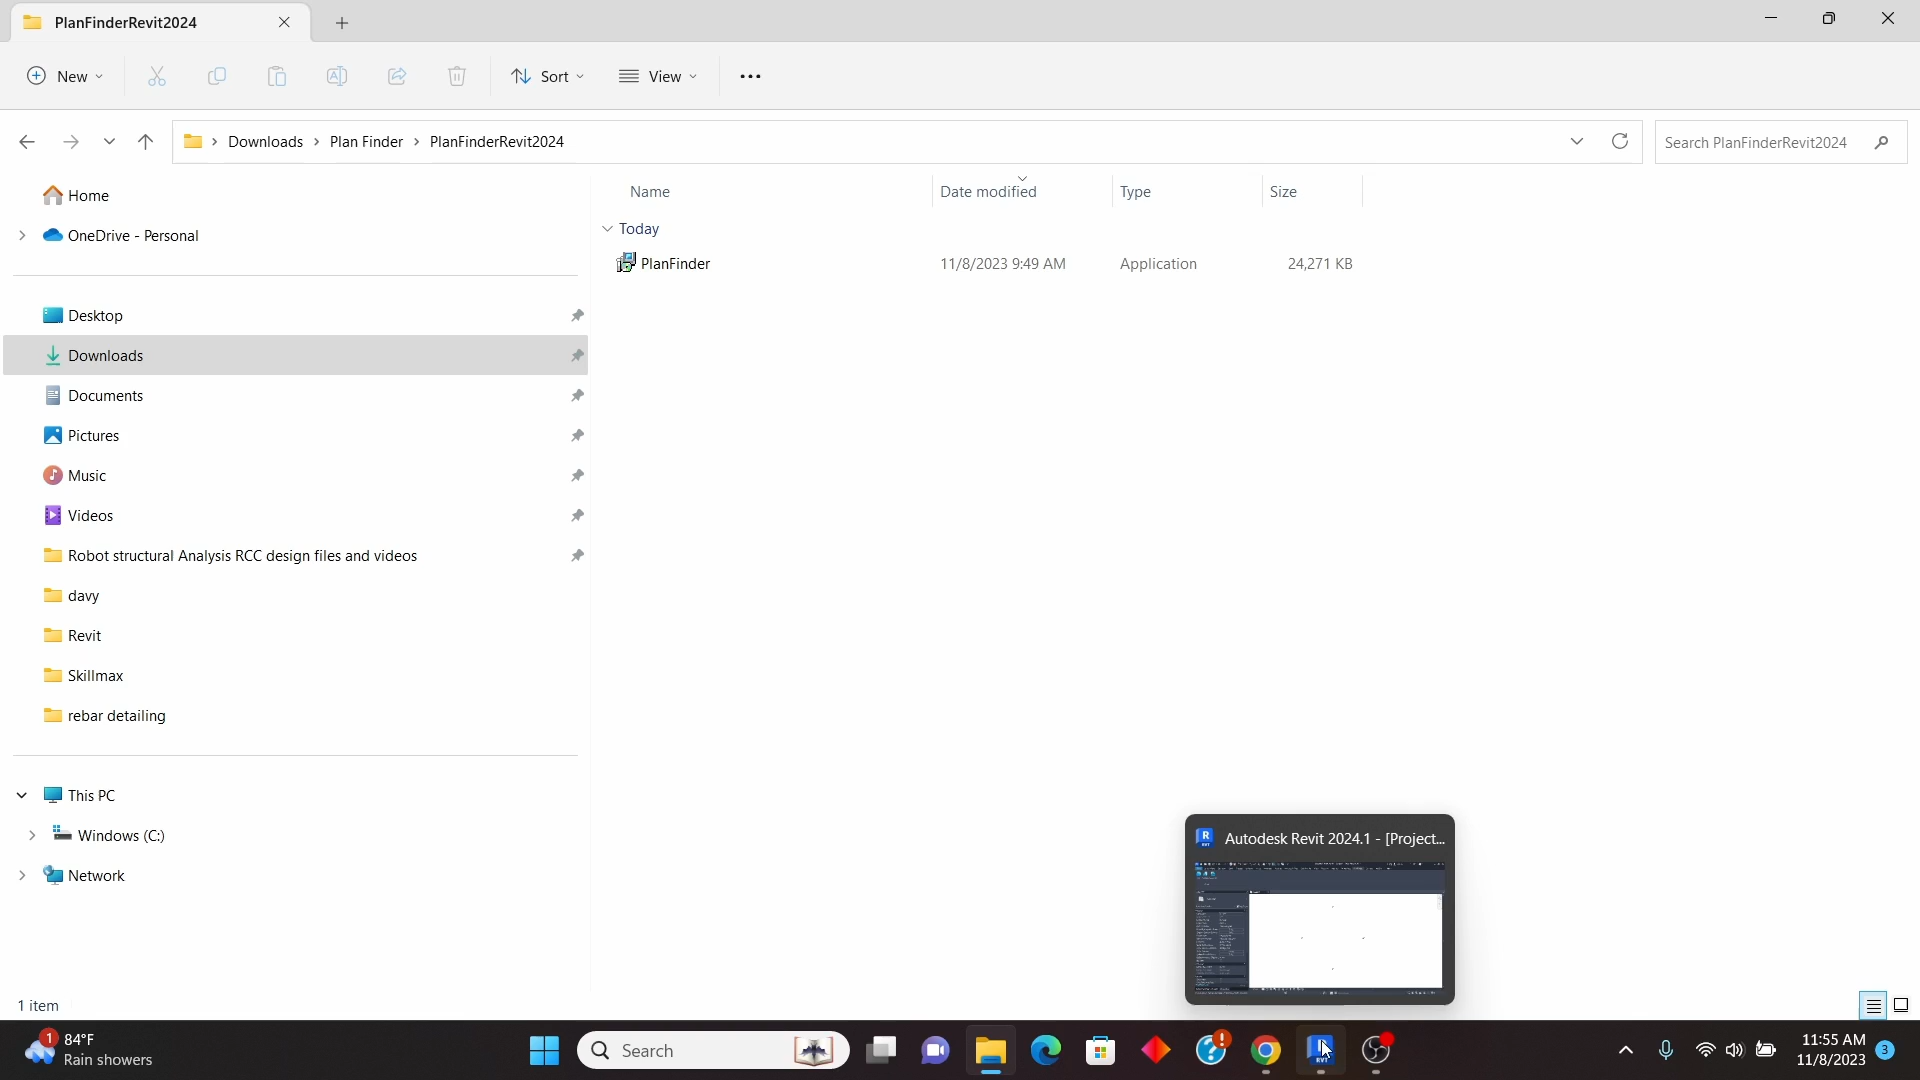 PlanFinderRevit2024
New
Sort
View
Downloads
Plan Finder
PlanFinderRevit2024
Search PlanFinderRevit2024
Home
OneDrive - Personal
Desktop
Downloads
Documents
Pictures
Music
Videos
Robot structural Analysis RCC design files and videos
davy
Revit
Skillmax
rebar detailing
This PC
Windows (C:)
Network
Name
Date modified
Type
Size
Today
PlanFinder
11/8/2023 9:49 AM
Application
24,271 KB
Autodesk Revit 2024.1 - [Project...
1 item
1
84°F
Rain showers
Search
11:55 AM
11/8/2023
3